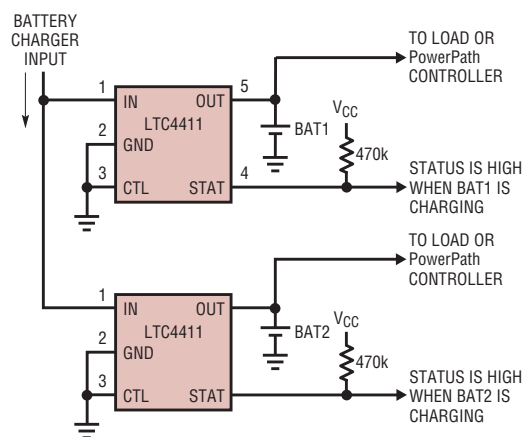 BATTERY
CHARGER
INPUT
TO LOAD OR
PowerPath
CONTROLLER
1
IN
OUT
5
LTC4411
2
GND
3
CTL
STAT
4
BAT1
VCC
470k
STATUS IS HIGH
WHEN BAT1 IS
CHARGING
TO LOAD OR
PowerPath
CONTROLLER
1
IN
OUT
LTC4411
2
GND
3
CTL
STAT
BAT2
VCC
470k
STATUS IS HIGH
WHEN BAT2 IS
CHARGING